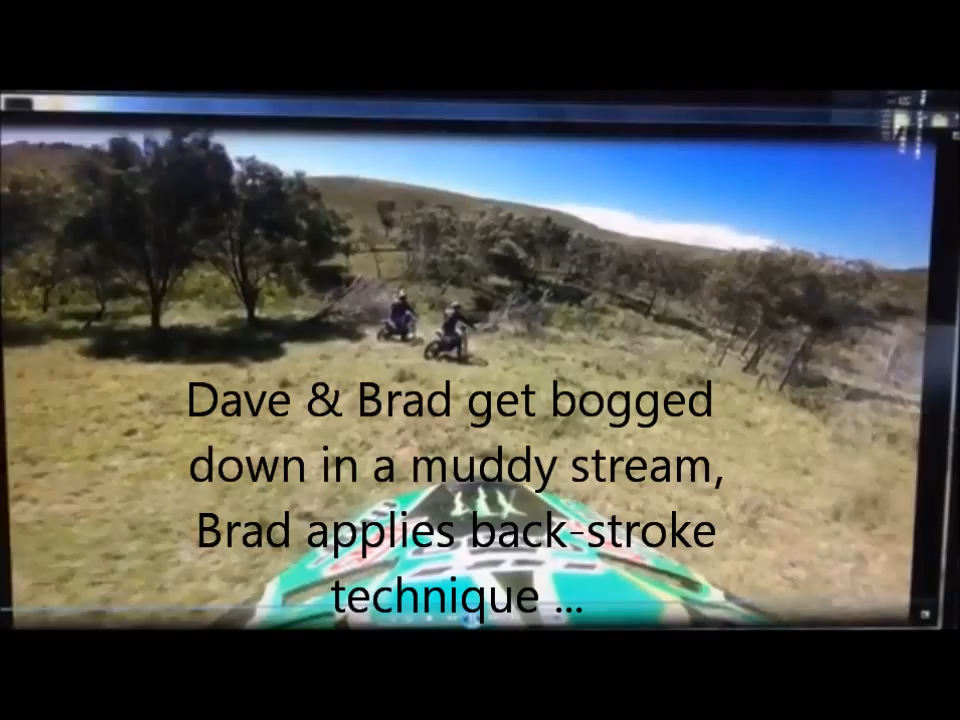 Dave & Brad get bogged
down in a muddy stream,
Brad applies back-stroke
technique ...